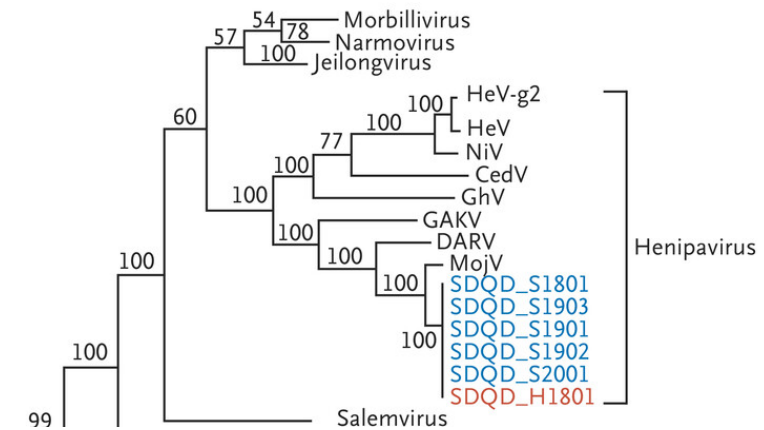 54
Morbillivirus
57
78
Narmovirus
100
Jeilongvirus
HeV-g2
100
60
100
HeV
77
NiV
100
CedV
100
GhV
GAKV
100
DARV
100
Henipavirus
MojV
100
100
SDQD_S1801
SDQD_S1903
SDQD_S1901
100
SDQD_S1902
100
SDQD_S2001
SDQD_H1801
99
Salemvirus